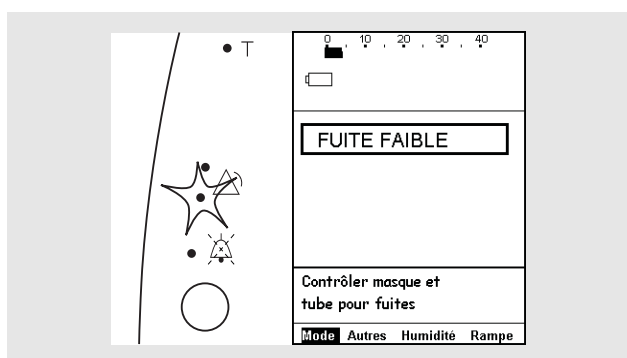 T
0 10 20 30 40
FUITE FAIBLE
Contrôler masque et
tube pour fuites
Mode Autres Humidité Rampe